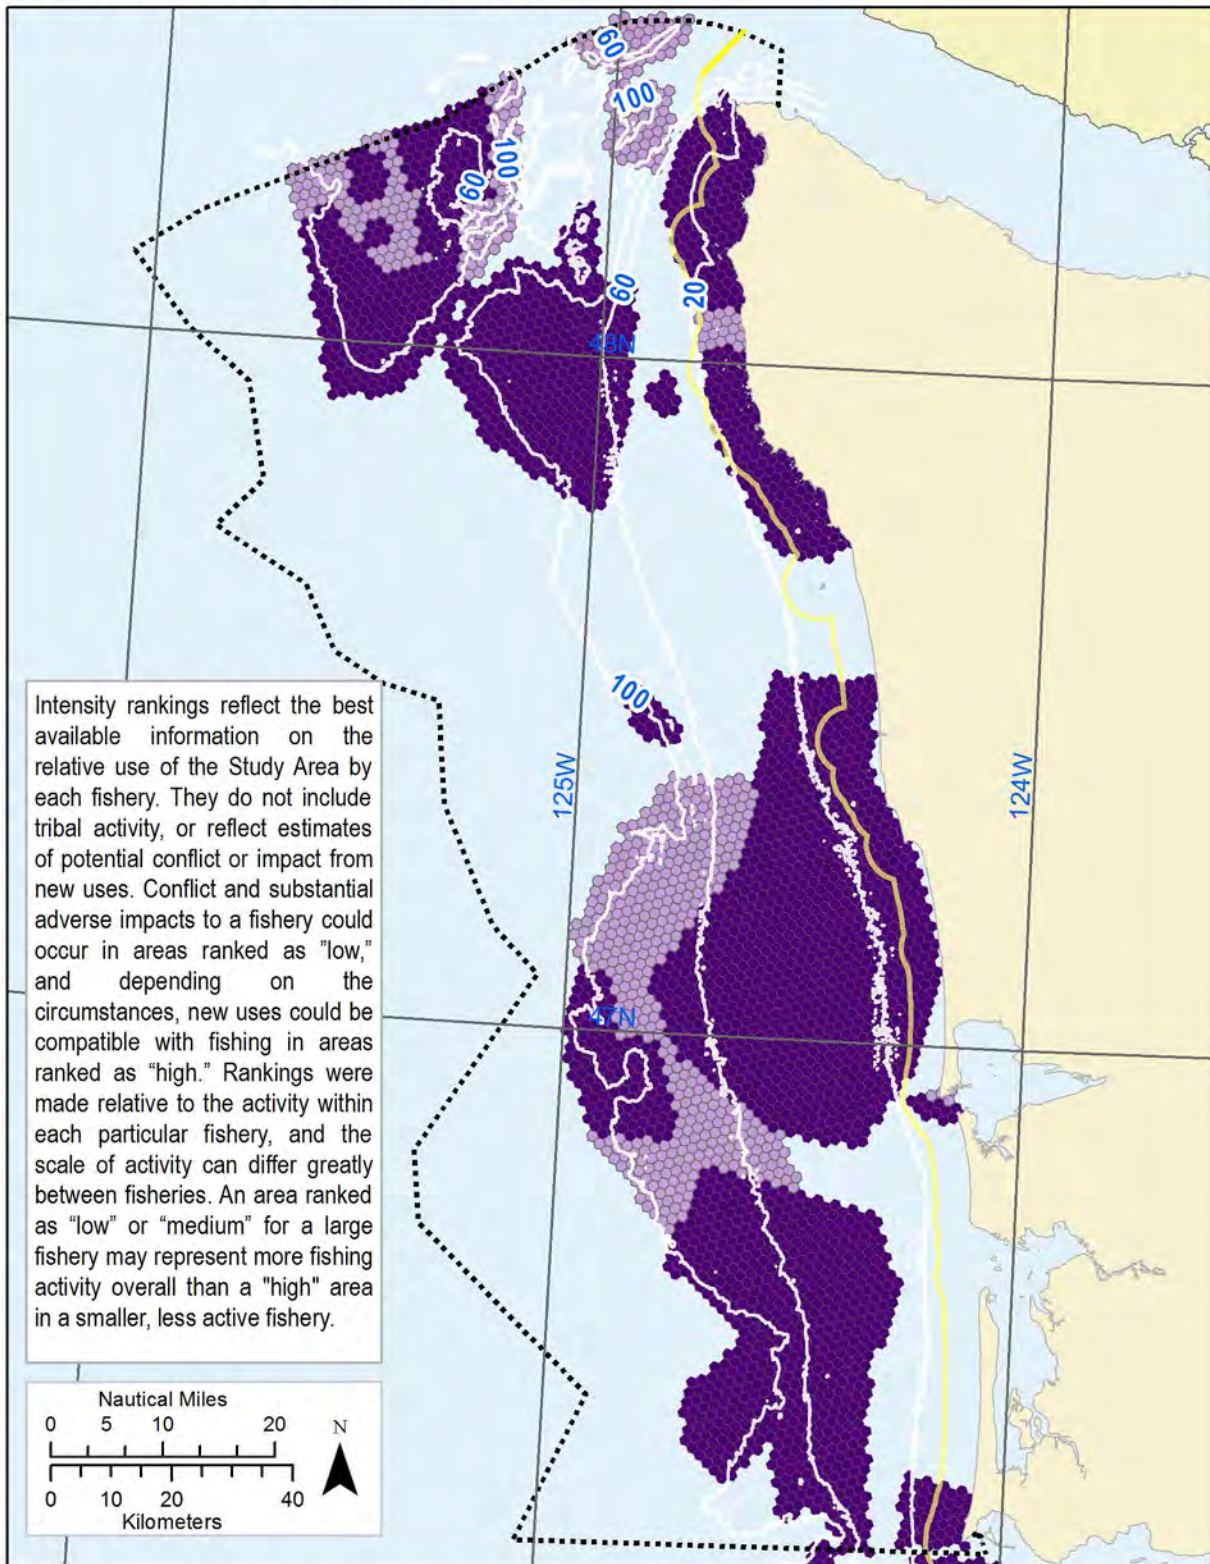 60
100
100
60
60
20
48N
100
125W
124W
47N
Intensity rankings reflect the best
available information on the
relative use of the Study Area by
each fishery. They do not include
tribal activity, or reflect estimates
of potential conflict or impact from
new uses. Conflict and substantial
adverse impacts to a fishery could
occur in areas ranked as ”low,”
and depending on the
circumstances, new uses could be
compatible with fishing in areas
ranked as “high.” Rankings were
made relative to the activity within
each particular fishery, and the
scale of activity can differ greatly
between fisheries. An area ranked
as “low” or “medium” for a large
fishery may represent more fishing
activity overall than a "high" area
in a smaller, less active fishery.
Nautical Miles
0 5 10 20
N
0 10 20 40
Kilometers